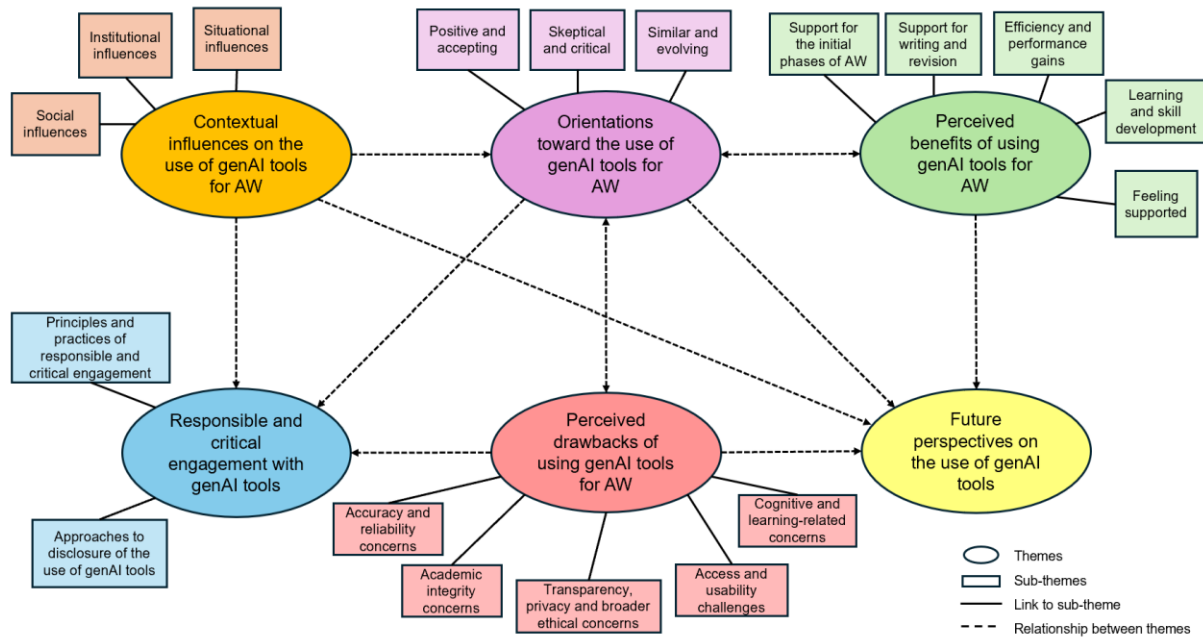 Institutional
influences
Situational
influences
Social
influences
Contextual
influences on the
use of genAI tools
for AW
Positive and
accepting
Skeptical
and critical
Similar and
evolving
Orientations
toward the use of
genAI tools for
AW
Support for
the initial
phases of AW
Support for
writing and
revision
Efficiency and
performance
gains
Learning
and skill
development
Feeling
supported
Perceived
benefits of using
genAI tools for
AW
Principles and
practices of
responsible and
critical engagement
Responsible and
critical
engagement with
genAI tools
Approaches to
disclosure of the
use of genAI tools
Perceived
drawbacks of
using genAI tools
for AW
Accuracy and
reliability
concerns
Academic
integrity
concerns
Transparency,
privacy and broader
ethical concerns
Access and
usability
challenges
Cognitive and
learning-related
concerns
Future
perspectives on
the use of genAI
tools
Themes
Sub-themes
Link to sub-theme
Relationship between themes